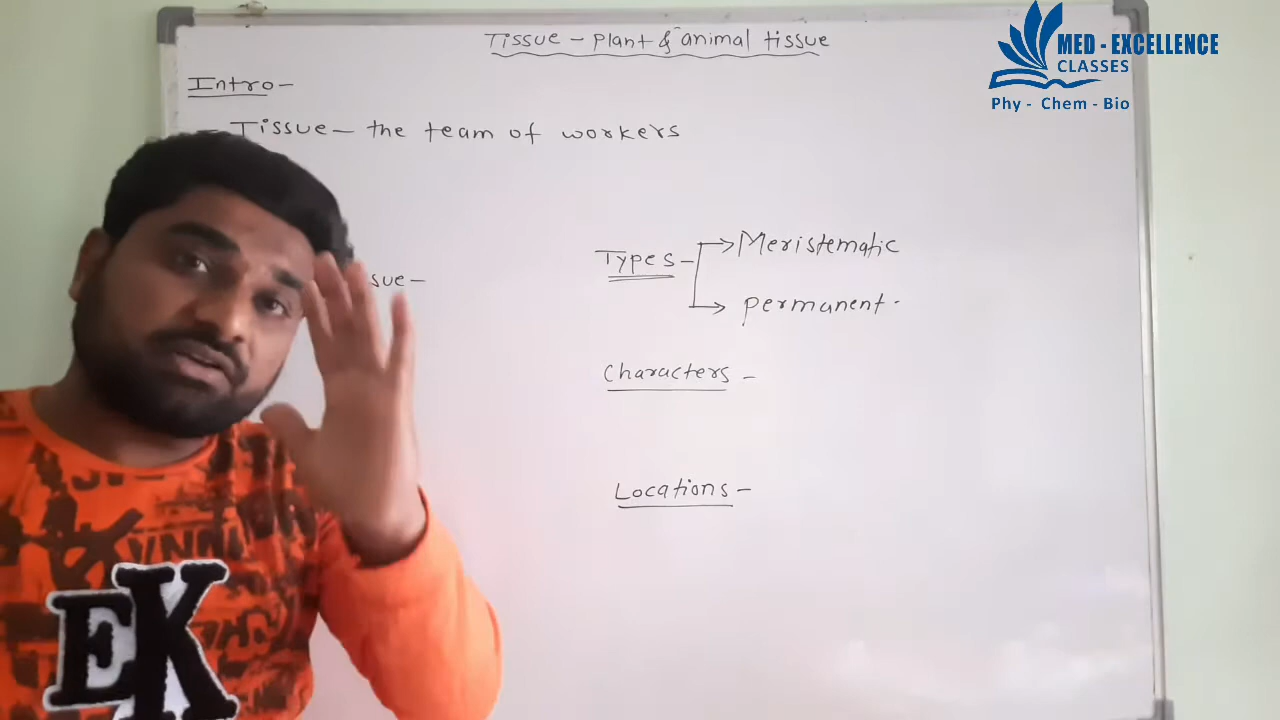 Tissue - plant & animal tissue
MED - EXCELLENCE
CLASSES
Phy - Chem - Bio
Intro -
- Tissue - the team of workers
Types -
Meristematic
permanent
sue -
Characters -
Locations -
EK